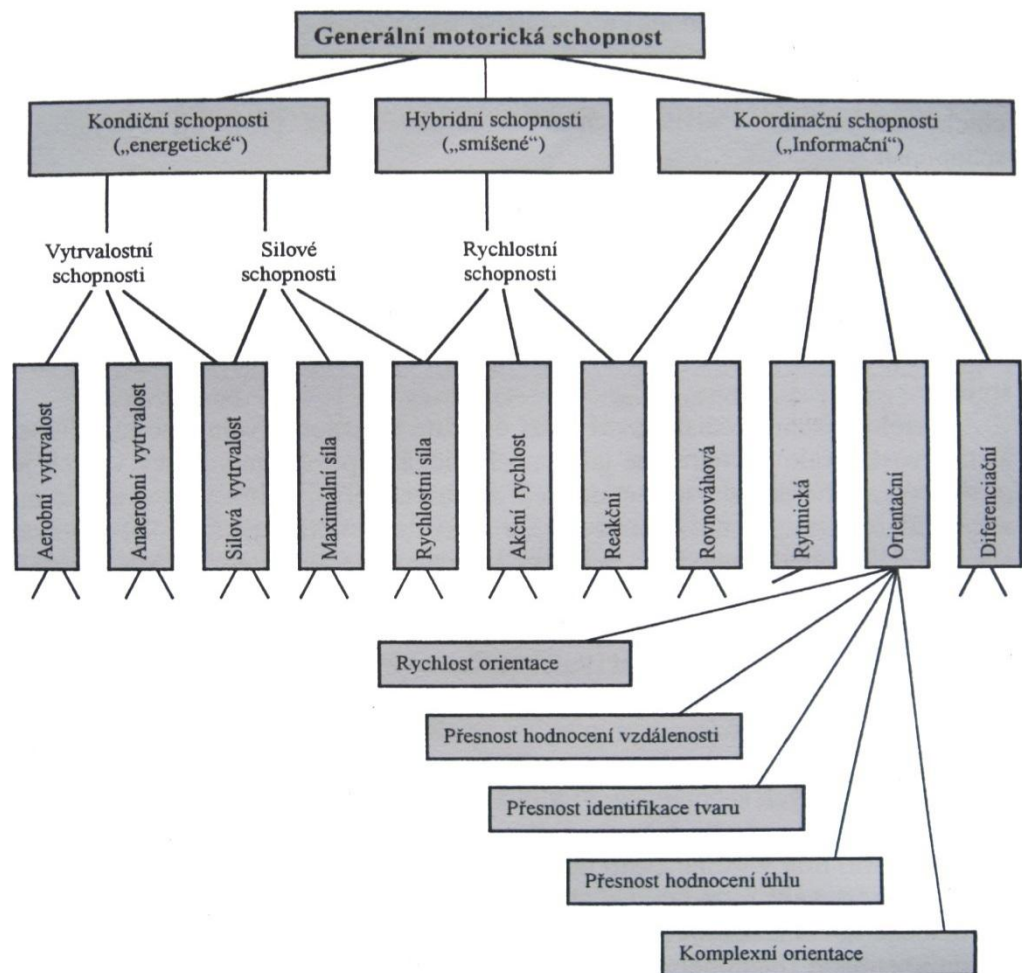 Generální motorická schopnost
Kondiční schopnosti
(„energetické“)
Hybridní schopnosti
(„smíšené“)
Koordinační schopnosti
(„Informační“)
Vytrvalostní
schopnosti
Silové
schopnosti
Rychlostní
schopnosti
Aerobní vytrvalost
Anaerobní vytrvalost
Silová vytrvalost
Maximální síla
Rychlostní síla
Akční rychlost
Reakční
Rovnováhová
Rytmická
Orientační
Diferenciační
Rychlost orientace
Přesnost hodnocení vzdálenosti
Přesnost identifikace tvaru
Přesnost hodnocení úhlu
Komplexní orientace